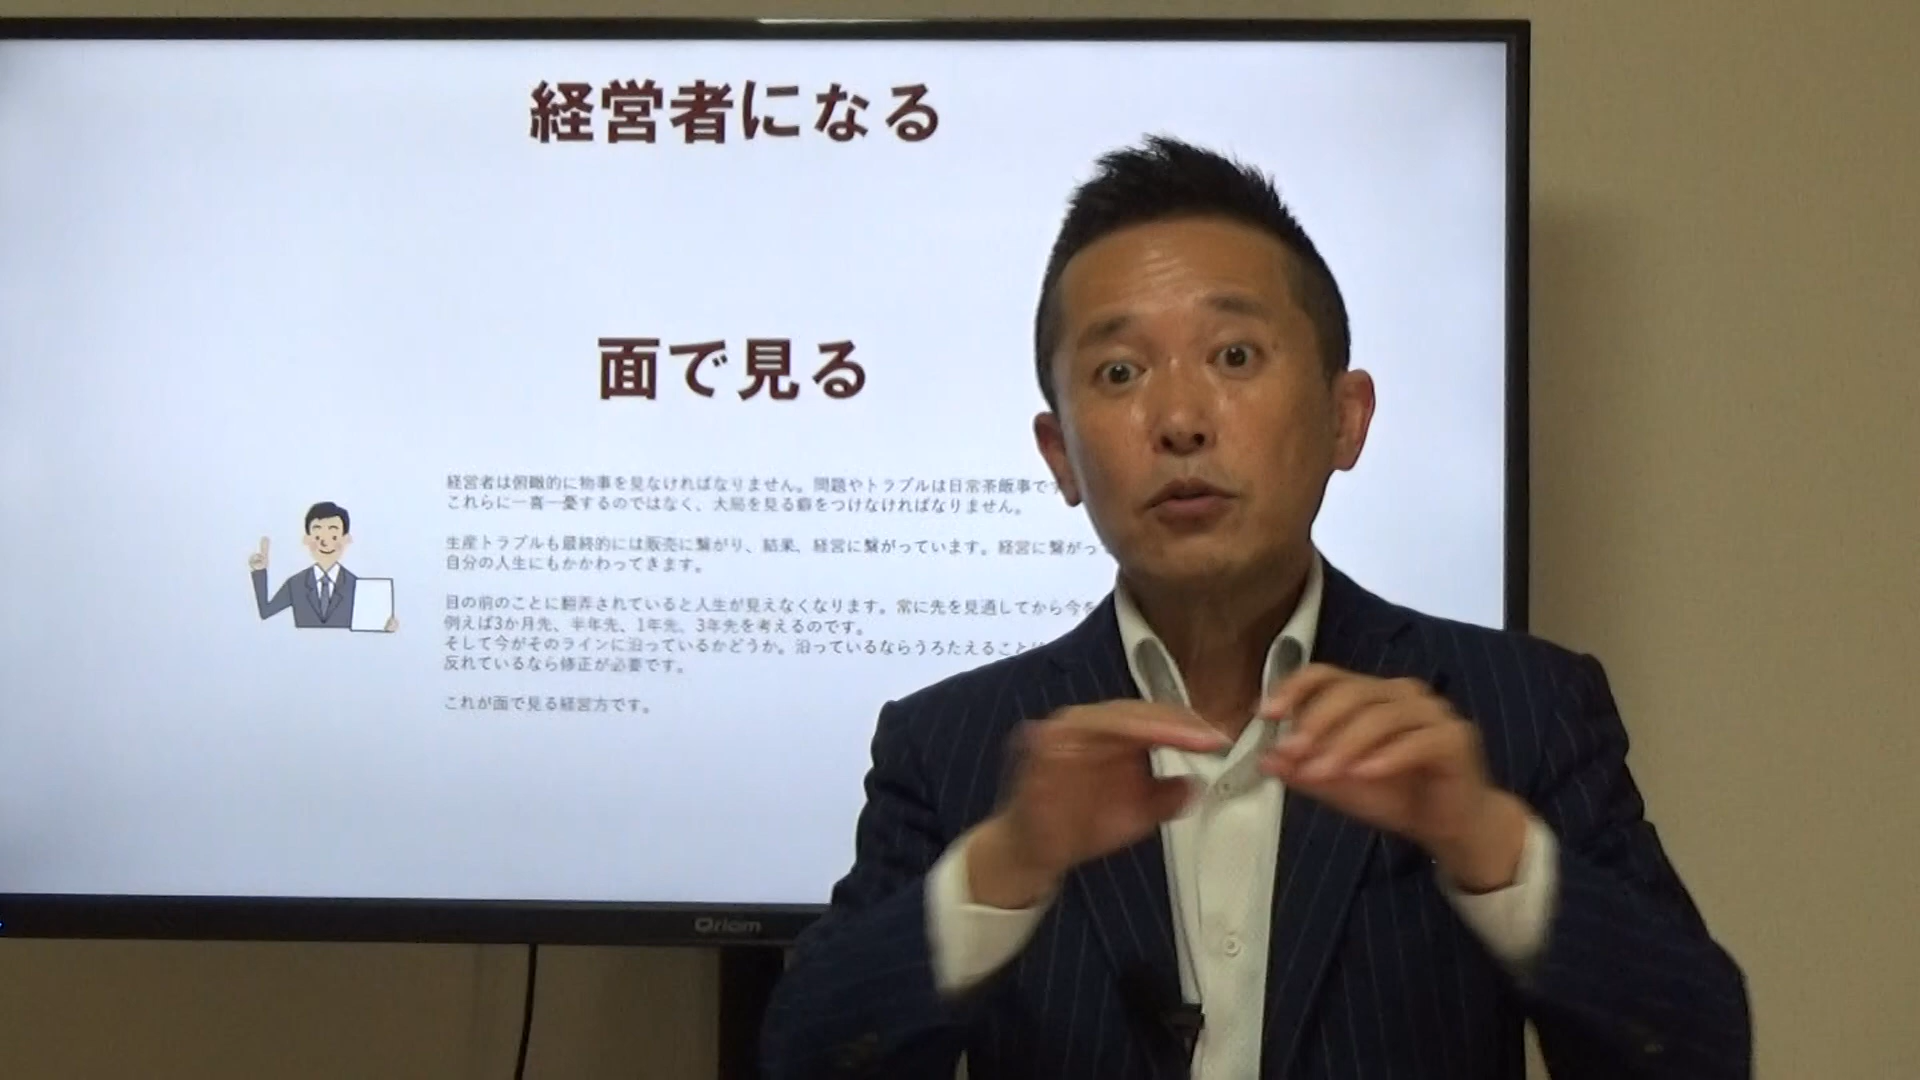 経営者になる
面で見る
経営者は俯瞰的に物事を見なければなりません。問題やトラブルは日常茶飯事です
これらに一喜一憂するのではなく、大局を見る癖をつけなければなりません。
生産トラブルも最終的には販売に繋がり、結果、経営に繋がっています。経営に繋がっ
自分の人生にもかかわってきます。
目の前のことに翻弄されていると人生が見えなくなります。常に先を見通してから今を
例えば3か月先、半年先、1年先、3年先を考えるのです。
そして今がそのラインに沿っているかどうか。沿っているならうろたえること
反れているなら修正が必要です。
これが面で見る経営方です。
Oriom